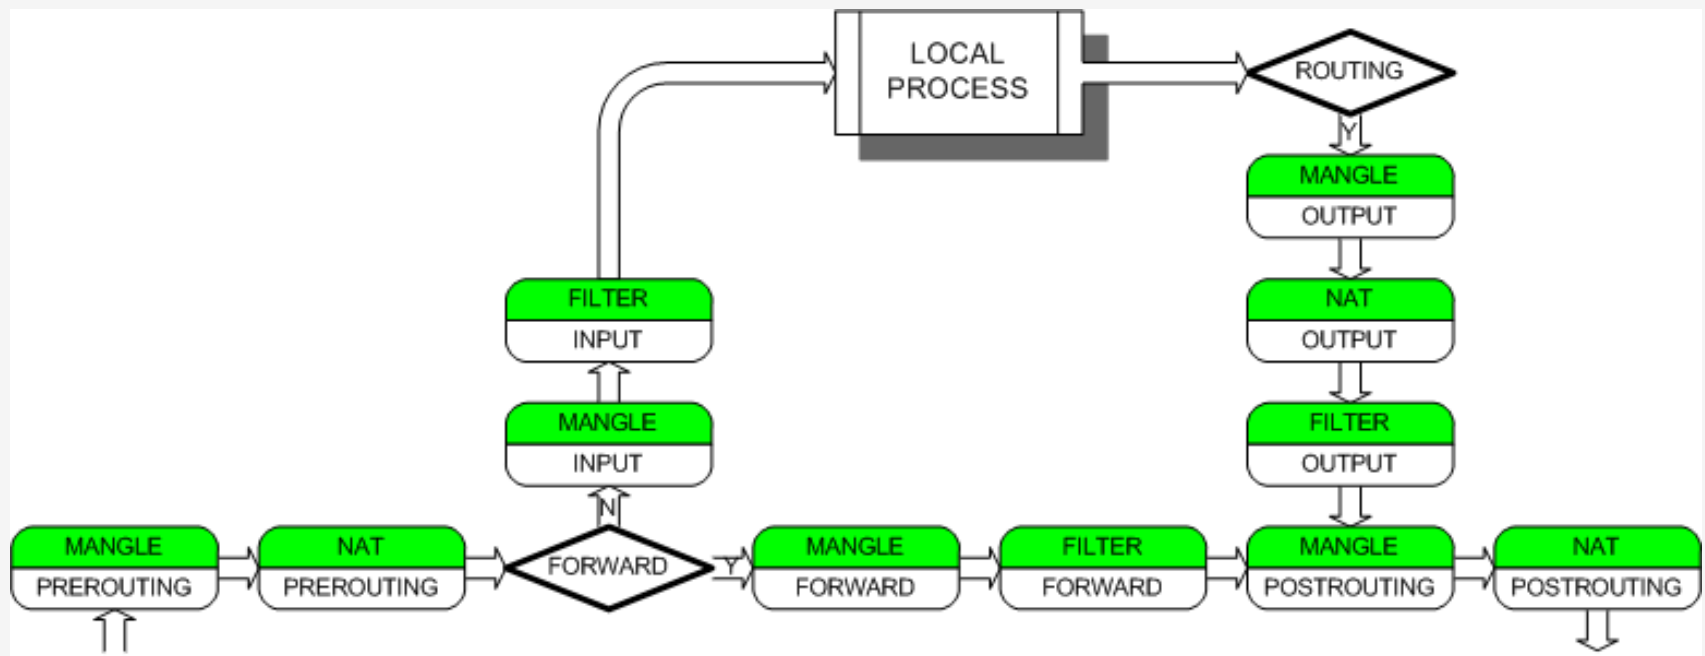 LOCAL
PROCESS
ROUTING
Y
MANGLE
OUTPUT
FILTER
INPUT
NAT
OUTPUT
MANGLE
INPUT
FILTER
OUTPUT
N
MANGLE
PREROUTING
NAT
PREROUTING
FORWARD
Y
MANGLE
FORWARD
FILTER
FORWARD
MANGLE
POSTROUTING
NAT
POSTROUTING